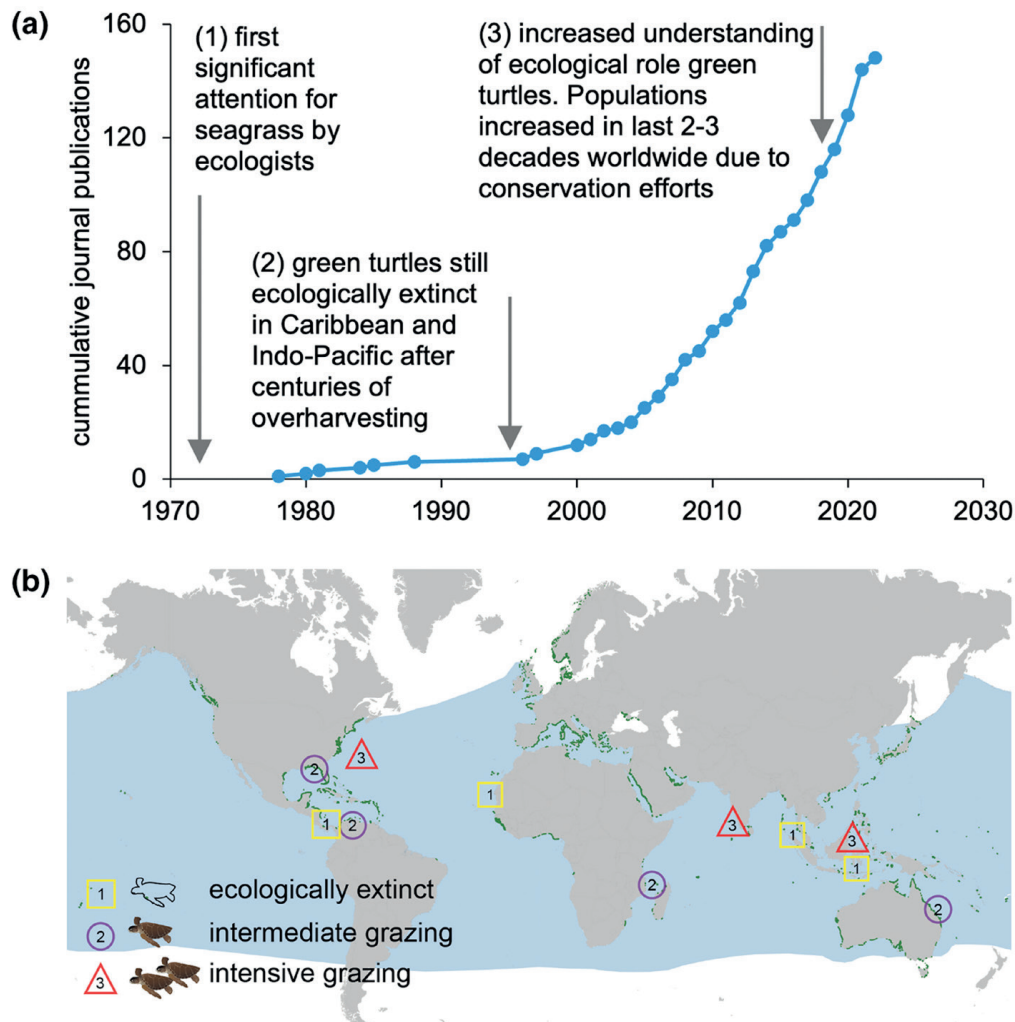 (a)
cummulative journal publications
160
120
80
40
0
1970
1980
1990
2000
2010
2020
2030
(1) first
significant
attention for
seagrass by
ecologists
(2) green turtles still
ecologically extinct
in Caribbean and
Indo-Pacific after
centuries of
overharvesting
(3) increased understanding
of ecological role green
turtles. Populations
increased in last 2-3
decades worldwide due to
conservation efforts
(b)
3
2
1
2
1
3
1
3
1
2
2
1 ecologically extinct
2 intermediate grazing
3 intensive grazing